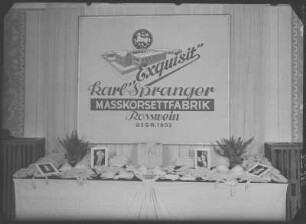 "Exquisit"
Karl Spranger
MASSKORSETTFABRIK
Rosswein
GEGR. 1903